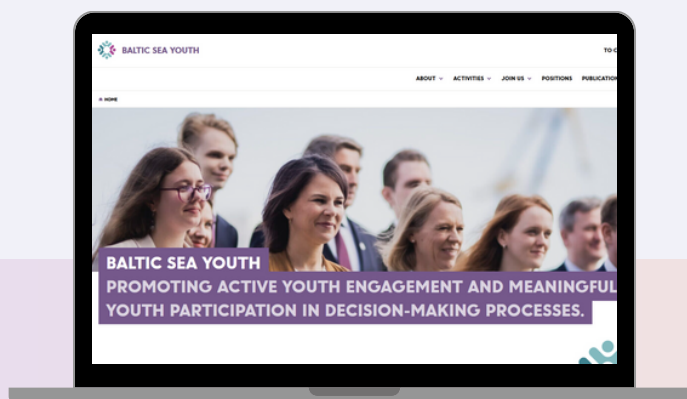 BALTIC SEA YOUTH
ABOUT ACTIVITIES JOIN US POSITIONS
HOME
BALTIC SEA YOUTH
PROMOTING ACTIVE YOUTH ENGAGEMENT AND MEANINGFUL
YOUTH PARTICIPATION IN DECISION-MAKING PROCESSES.